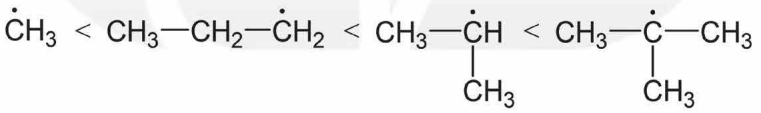 ĊH₃ < CH₃—CH₂—ĊH₂ < CH₃—ĊH < CH₃—Ċ—CH₃
CH₃ CH₃